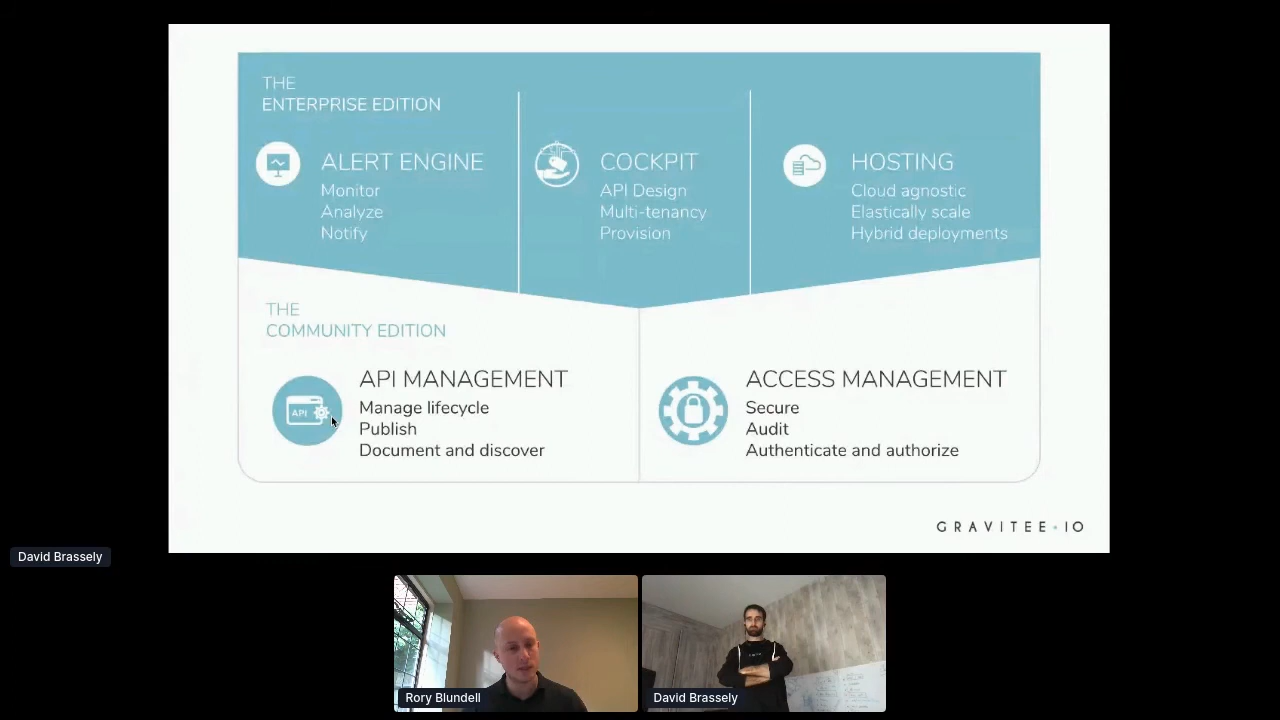 THE
ENTERPRISE EDITION
ALERT ENGINE
Monitor
Analyze
Notify
COCKPIT
API Design
Multi-tenancy
Provision
HOSTING
Cloud agnostic
Elastically scale
Hybrid deployments
THE
COMMUNITY EDITION
API
API MANAGEMENT
Manage lifecycle
Publish
Document and discover
ACCESS MANAGEMENT
Secure
Audit
Authenticate and authorize
GRAVITEE·IO
David Brassely
Rory Blundell
David Brassely